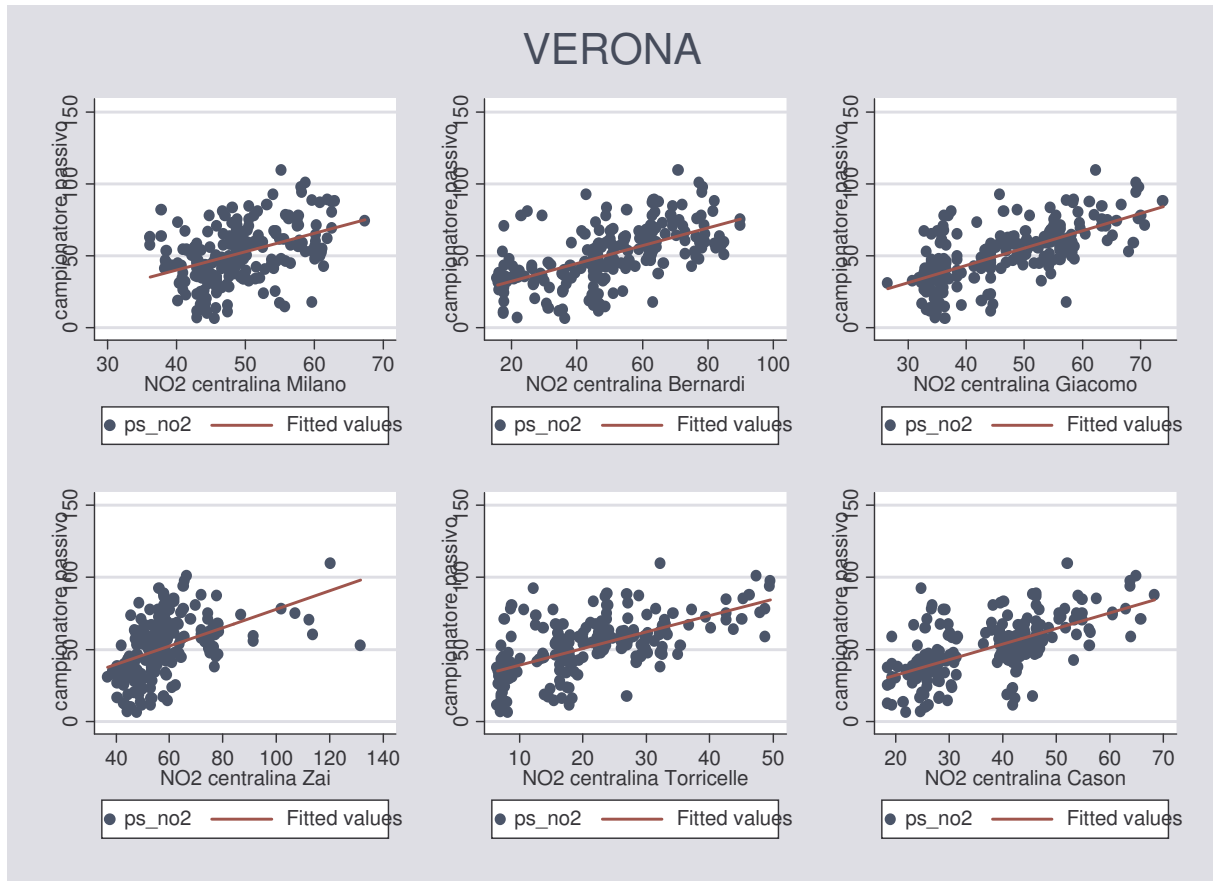 VERONA
campionatore passivo
0 50 100 150
30 40 50 60 70
NO2 centralina Milano
ps_no2 Fitted values
campionatore passivo
0 50 100 150
20 40 60 80 100
NO2 centralina Bernardi
ps_no2 Fitted values
campionatore passivo
0 50 100 150
30 40 50 60 70
NO2 centralina Giacomo
ps_no2 Fitted values
campionatore passivo
0 50 100 150
40 60 80 100 120 140
NO2 centralina Zai
ps_no2 Fitted values
campionatore passivo
0 50 100 150
10 20 30 40 50
NO2 centralina Torricelle
ps_no2 Fitted values
campionatore passivo
0 50 100 150
20 30 40 50 60 70
NO2 centralina Cason
ps_no2 Fitted values